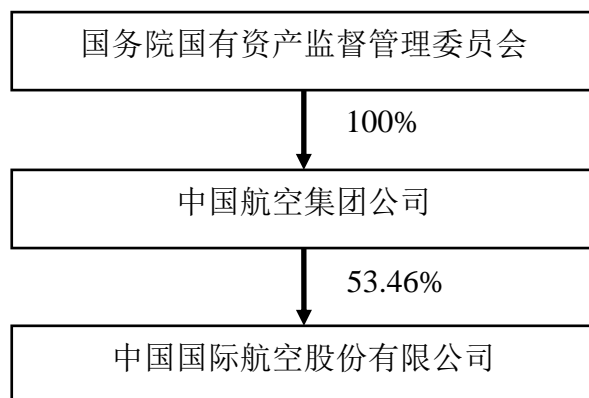 国务院国有资产监督管理委员会
100%
中国航空集团公司
53.46%
中国国际航空股份有限公司